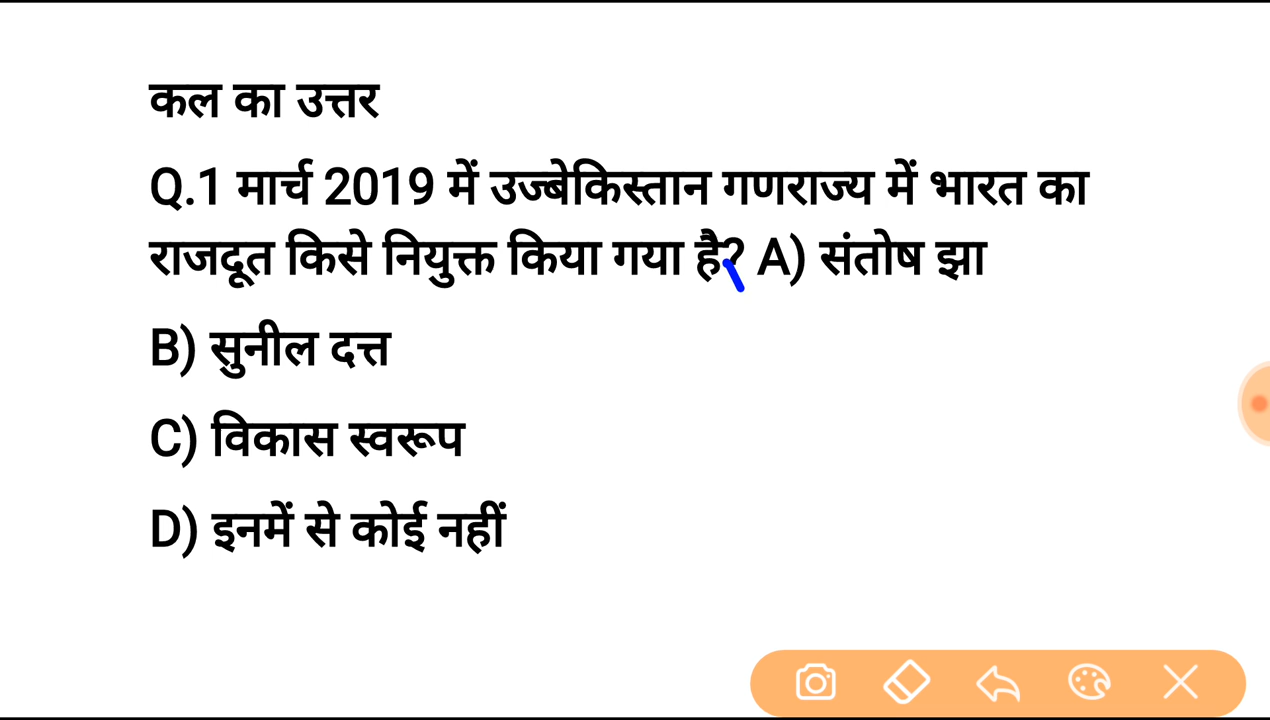 कल का उत्तर
Q.1 मार्च 2019 में उज्बेकिस्तान गणराज्य में भारत का
राजदूत किसे नियुक्त किया गया है? A) संतोष झा
B) सुनील दत्त
C) विकास स्वरूप
D) इनमें से कोई नहीं